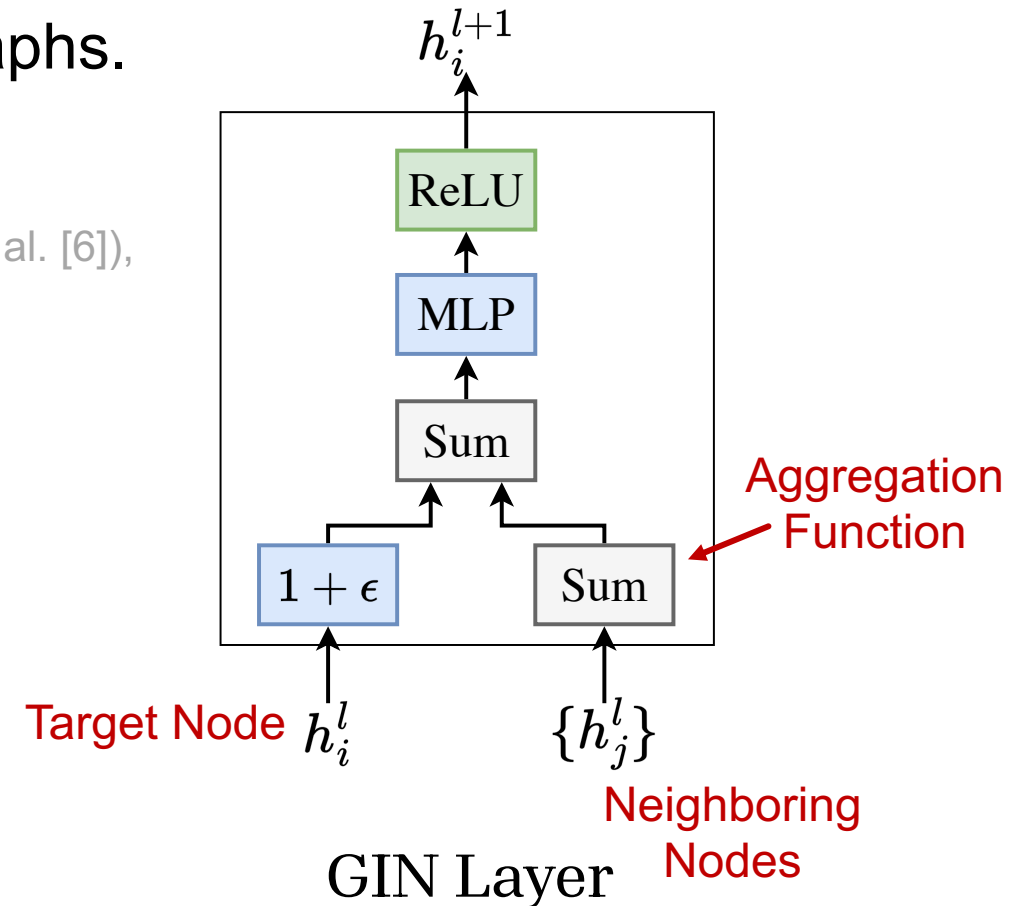 aphs.
al. [6]),
h_i^{l+1}
ReLU
MLP
Sum
Aggregation
Function
1 + ϵ
Sum
Target Node h_i^l
{h_j^l}
Neighboring
Nodes
GIN Layer